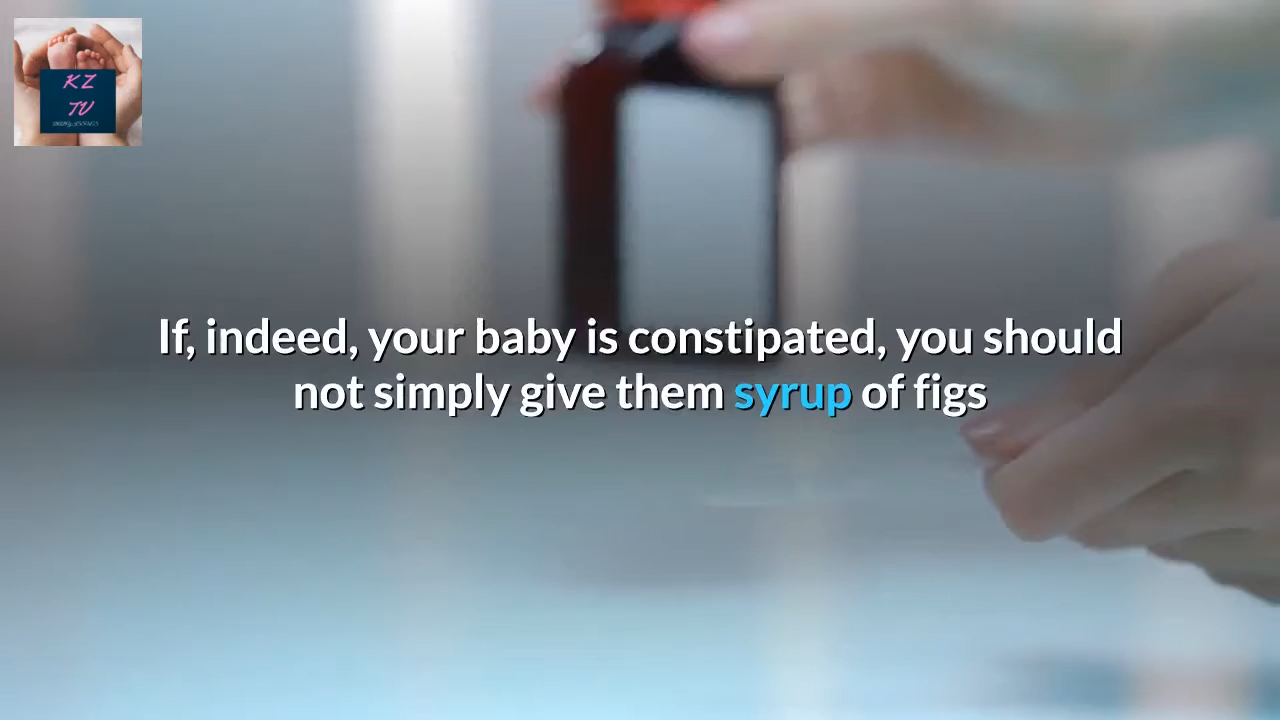 KZ
TV
If, indeed, your baby is constipated, you should
not simply give them syrup of figs